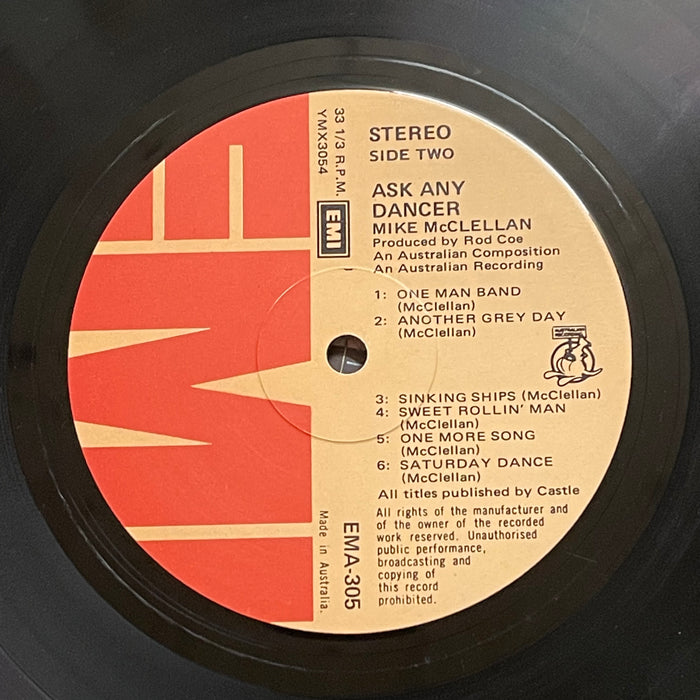 STEREO
SIDE TWO
33 1/3 R.P.M.
YMX3054
EMI
EMI
ASK ANY
DANCER
MIKE McCLELLAN
Produced by Rod Coe
An Australian Composition
An Australian Recording
1: ONE MAN BAND
(McClellan)
2: ANOTHER GREY DAY
(McClellan)
3: SINKING SHIPS (McClellan)
4: SWEET ROLLIN' MAN
(McClellan)
5: ONE MORE SONG
(McClellan)
6: SATURDAY DANCE
(McClellan)
All titles published by Castle
All rights of the manufacturer and
of the owner of the recorded
work reserved. Unauthorised
public performance,
broadcasting and
copying of
this record
prohibited.
EMA-305
Made in Australia.